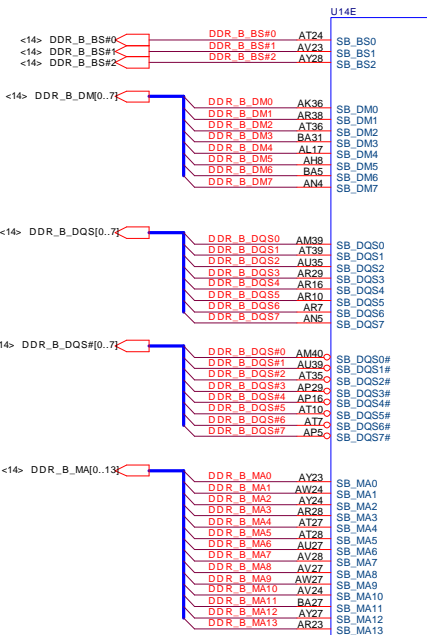 U14E
<14> DDR_B_BS#0 DDR_B_BS#0 AT24 SB_BS0
<14> DDR_B_BS#1 DDR_B_BS#1 AV23 SB_BS1
<14> DDR_B_BS#2 DDR_B_BS#2 AY28 SB_BS2
<14> DDR_B_DM[0..7]
DDR_B_DM0 AK36 SB_DM0
DDR_B_DM1 AR38 SB_DM1
DDR_B_DM2 AT36 SB_DM2
DDR_B_DM3 BA31 SB_DM3
DDR_B_DM4 AL17 SB_DM4
DDR_B_DM5 AH8 SB_DM5
DDR_B_DM6 BA5 SB_DM6
DDR_B_DM7 AN4 SB_DM7
<14> DDR_B_DQS[0..7]
DDR_B_DQS0 AM39 SB_DQS0
DDR_B_DQS1 AT39 SB_DQS1
DDR_B_DQS2 AU35 SB_DQS2
DDR_B_DQS3 AR29 SB_DQS3
DDR_B_DQS4 AR16 SB_DQS4
DDR_B_DQS5 AR10 SB_DQS5
DDR_B_DQS6 AR7 SB_DQS6
DDR_B_DQS7 AN5 SB_DQS7
14> DDR_B_DQS#[0..7]
DDR_B_DQS#0 AM40 SB_DQS0#
DDR_B_DQS#1 AU39 SB_DQS1#
DDR_B_DQS#2 AT35 SB_DQS2#
DDR_B_DQS#3 AP29 SB_DQS3#
DDR_B_DQS#4 AP16 SB_DQS4#
DDR_B_DQS#5 AT10 SB_DQS5#
DDR_B_DQS#6 AT7 SB_DQS6#
DDR_B_DQS#7 AP5 SB_DQS7#
<14> DDR_B_MA[0..13]
DDR_B_MA0 AY23 SB_MA0
DDR_B_MA1 AW24 SB_MA1
DDR_B_MA2 AY24 SB_MA2
DDR_B_MA3 AR28 SB_MA3
DDR_B_MA4 AT27 SB_MA4
DDR_B_MA5 AT28 SB_MA5
DDR_B_MA6 AU27 SB_MA6
DDR_B_MA7 AV28 SB_MA7
DDR_B_MA8 AV27 SB_MA8
DDR_B_MA9 AW27 SB_MA9
DDR_B_MA10 AV24 SB_MA10
DDR_B_MA11 BA27 SB_MA11
DDR_B_MA12 AY27 SB_MA12
DDR_B_MA13 AR23 SB_MA13